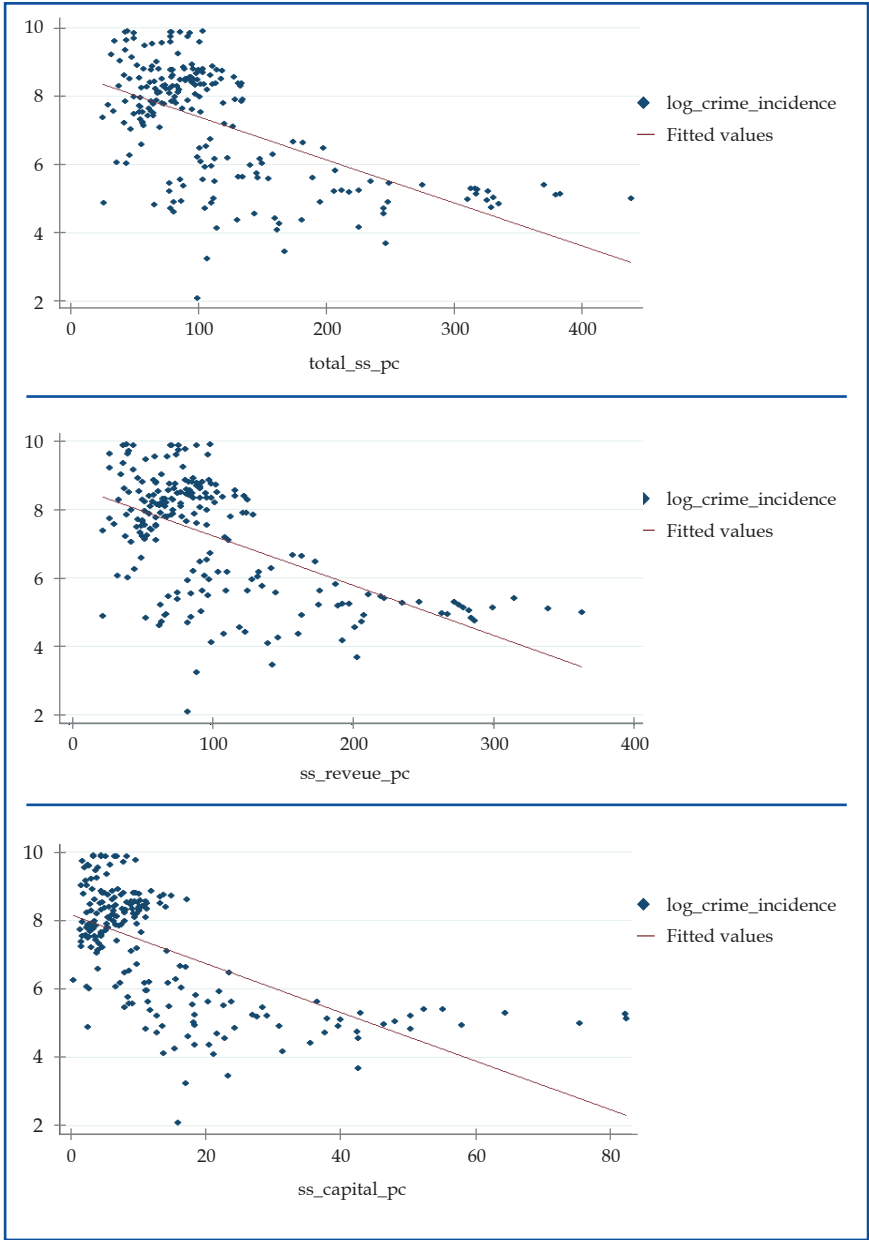 10
8
6
4
2
0 100 200 300 400
total_ss_pc
log_crime_incidence
Fitted values
10
8
6
4
2
0 100 200 300 400
ss_reveue_pc
log_crime_incidence
Fitted values
10
8
6
4
2
0 20 40 60 80
ss_capital_pc
log_crime_incidence
Fitted values